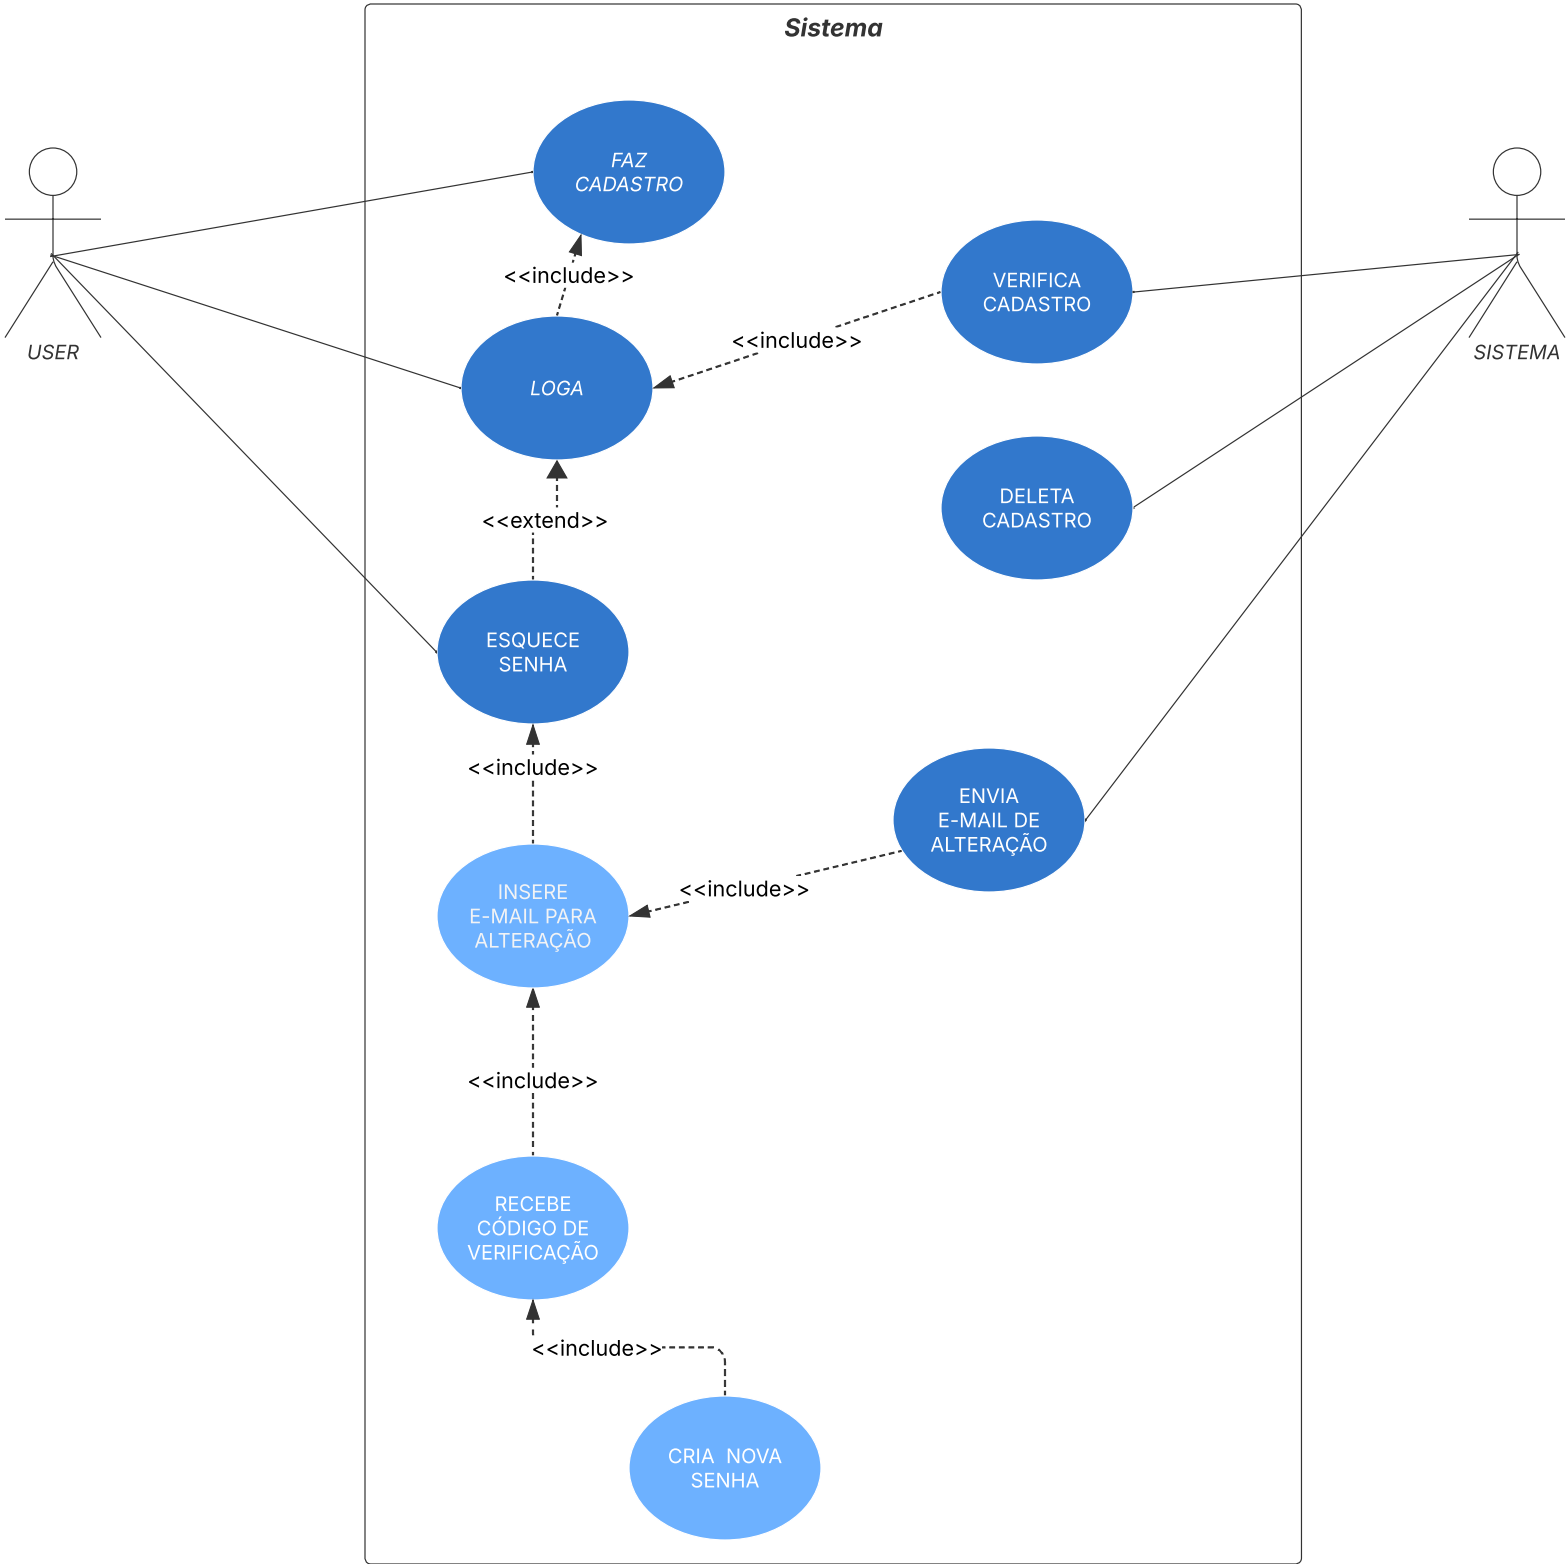 Sistema
FAZ
CADASTRO
<<include>>
VERIFICA
CADASTRO
<<include>>
USER
SISTEMA
LOGA
DELETA
CADASTRO
<<extend>>
ESQUECE
SENHA
<<include>>
ENVIA
E-MAIL DE
ALTERAÇÃO
<<include>>
INSERE
E-MAIL PARA
ALTERAÇÃO
<<include>>
RECEBE
CÓDIGO DE
VERIFICAÇÃO
<<include>>
CRIA  NOVA
SENHA